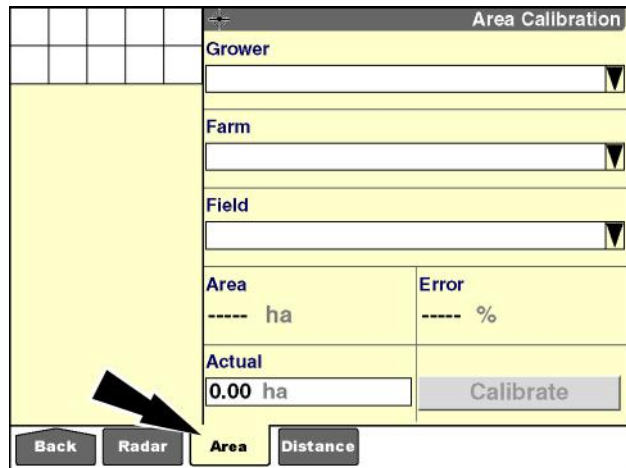 Area Calibration
Grower
Farm
Field
Area Error
----- ha ----- %
Actual
0.00 ha Calibrate
Back Radar Area Distance